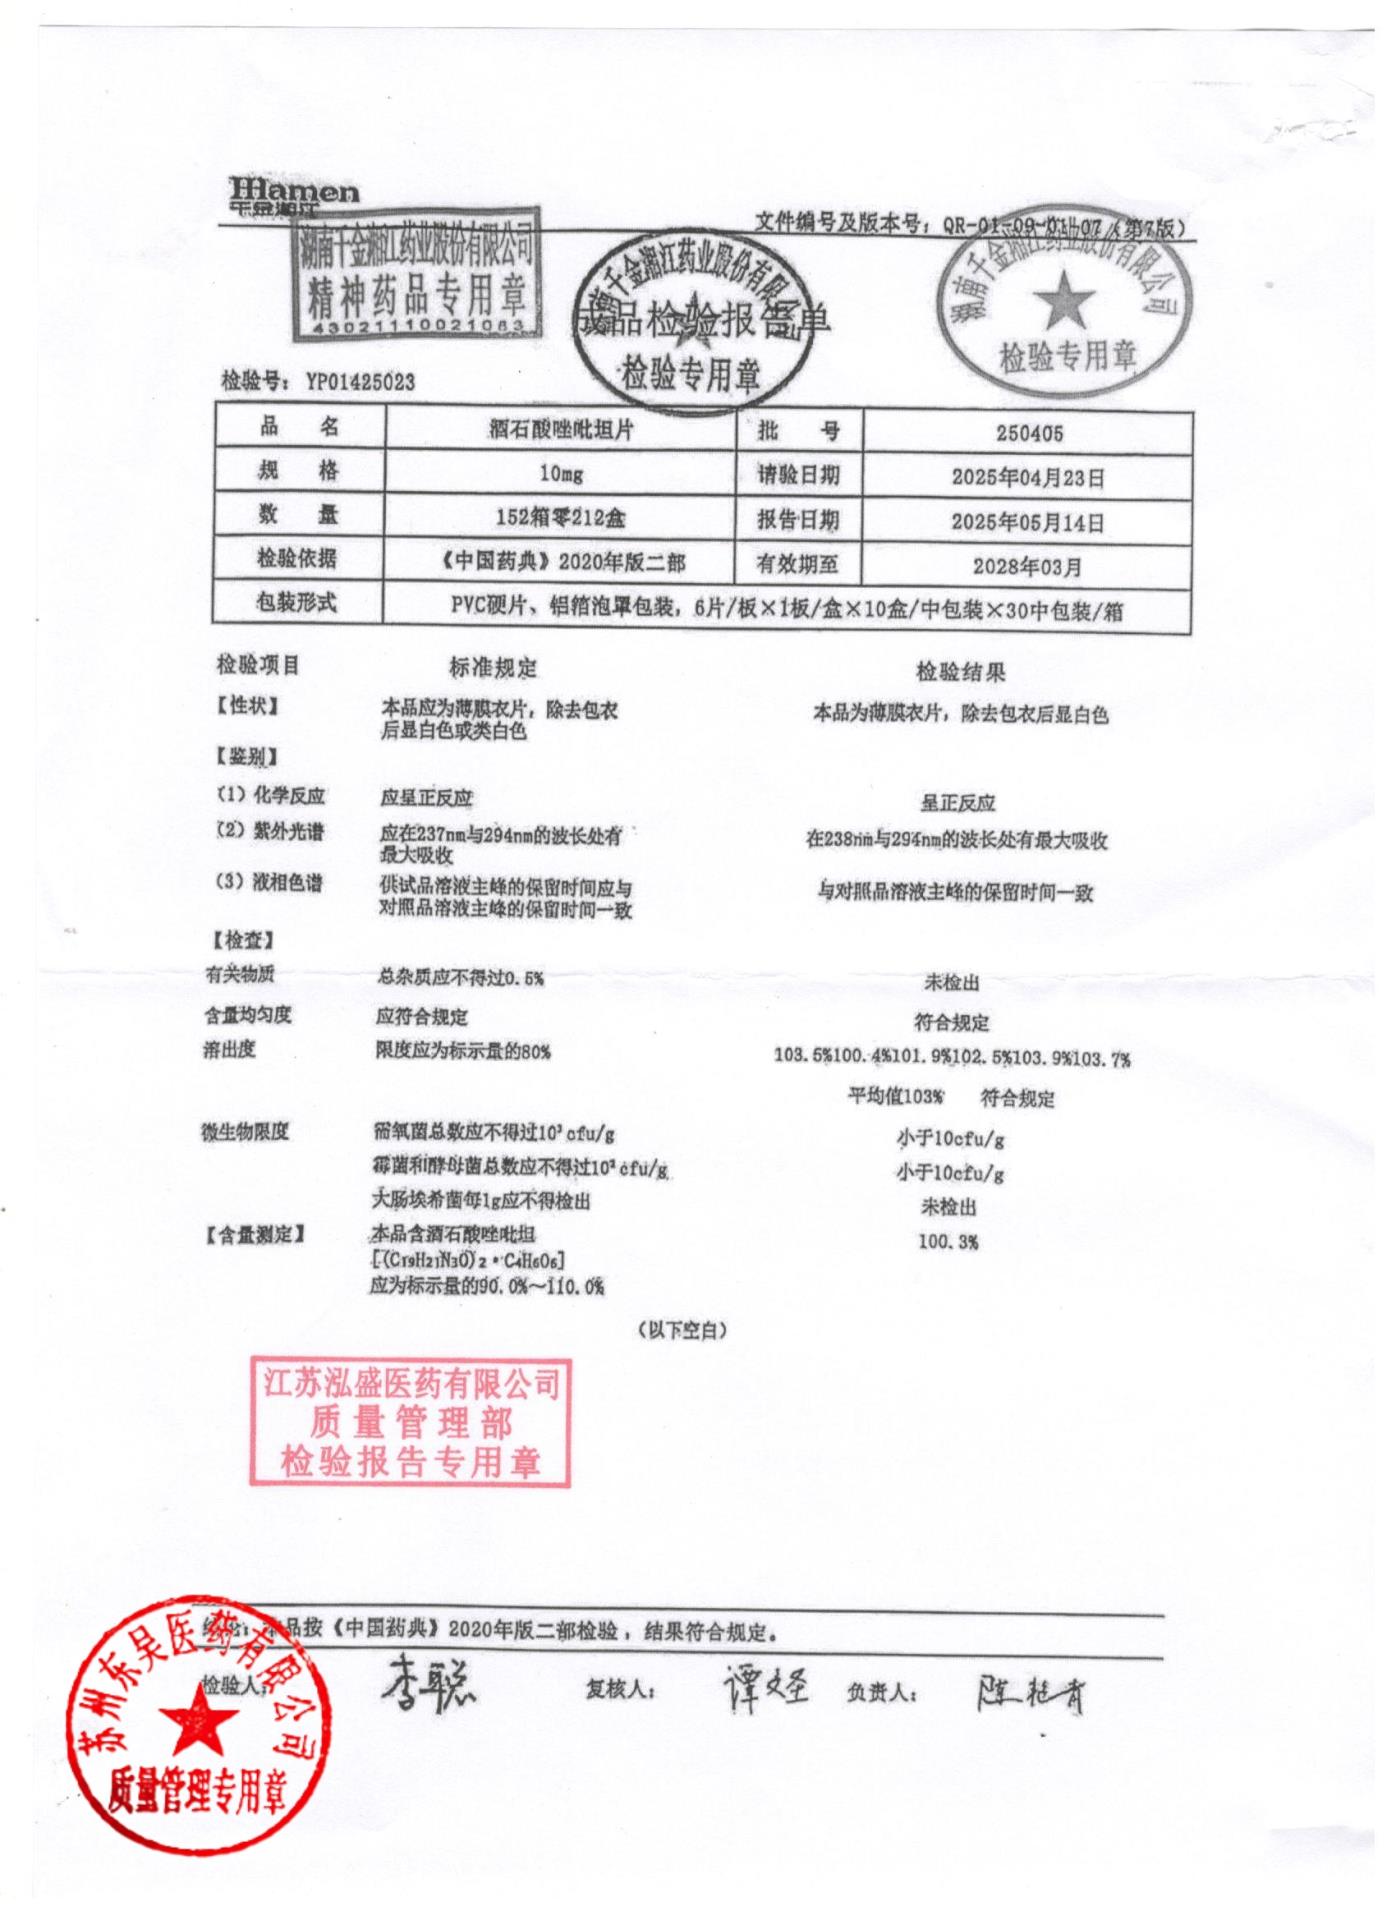 Hamen
千金湘江
文件编号及版本号：QR-01-09-01-07（第7版）
湖南千金湘江药业股份有限公司
精神药品专用章
43021110021083
湖南千金湘江药业股份有限公司
检验专用章
湖南千金湘江药业股份有限公司
检验专用章
成品检验报告单
检验号：YP01425023
品 名 酒石酸唑吡坦片 批 号 250405
规 格 10mg 请验日期 2025年04月23日
数 量 152箱零212盒 报告日期 2025年05月14日
检验依据 《中国药典》2020年版二部 有效期至 2028年03月
包装形式 PVC硬片、铝箔泡罩包装，6片/板×1板/盒×10盒/中包装×30中包装/箱
检验项目 标准规定 检验结果
【性状】 本品应为薄膜衣片，除去包衣 本品为薄膜衣片，除去包衣后显白色
后显白色或类白色
【鉴别】
（1）化学反应 应呈正反应 呈正反应
（2）紫外光谱 应在237nm与294nm的波长处有 在238nm与294nm的波长处有最大吸收
最大吸收
（3）液相色谱 供试品溶液主峰的保留时间应与 与对照品溶液主峰的保留时间一致
对照品溶液主峰的保留时间一致
【检查】
有关物质 总杂质应不得过0.5% 未检出
含量均匀度 应符合规定 符合规定
溶出度 限度应为标示量的80% 103.5%100.4%101.9%102.5%103.9%103.7%
平均值103% 符合规定
微生物限度 需氧菌总数应不得过10³cfu/g 小于10cfu/g
霉菌和酵母菌总数应不得过10²cfu/g 小于10cfu/g
大肠埃希菌每1g应不得检出 未检出
【含量测定】 本品含酒石酸唑吡坦 100.3%
[(C19H21N3O)2·C4H6O6]
应为标示量的90.0%～110.0%
（以下空白）
江苏泓盛医药有限公司
质量管理部
检验报告专用章
结论：本品按《中国药典》2020年版二部检验，结果符合规定。
检验人： 李聪 复核人： 谭文圣 负责人： 陈艳青
苏州东吴医药有限公司
质量管理专用章